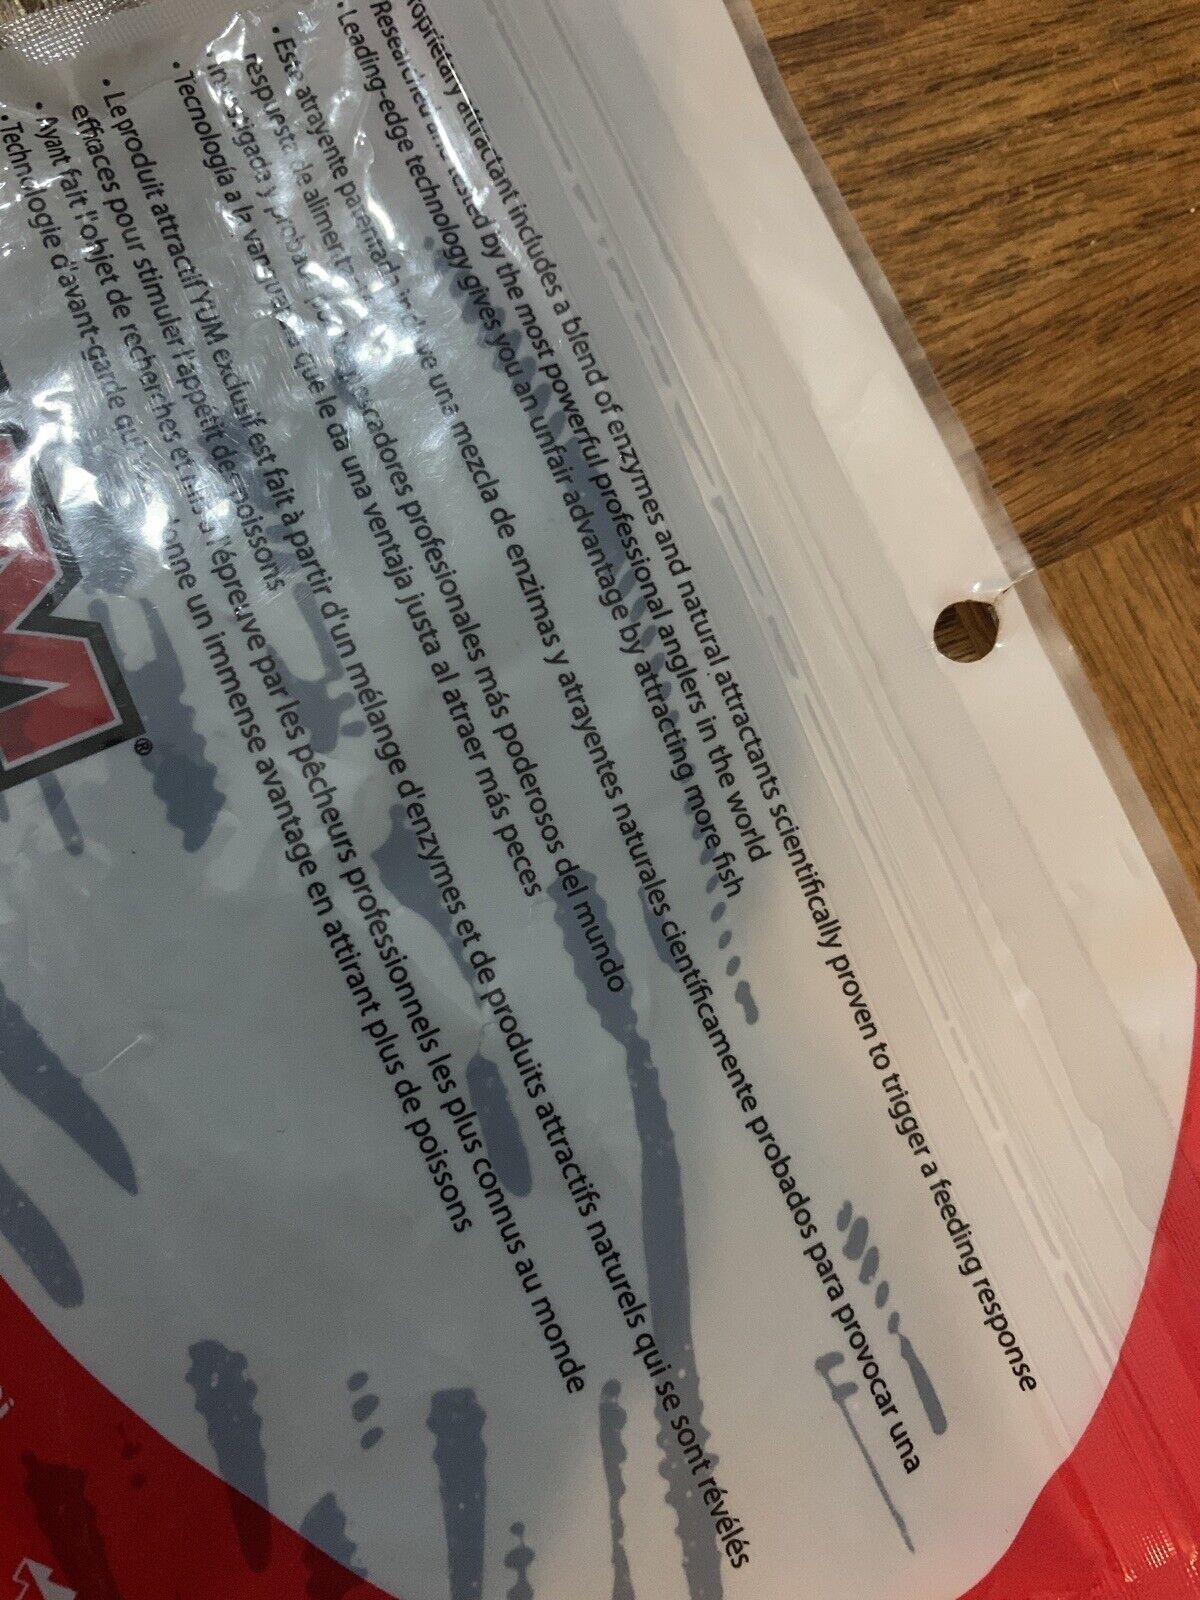 attractant includes a blend of enzymes and natural attractants scientifically proven to trigger a feeding response
Researched and tested by the most powerful professional anglers in the world
• Leading-edge technology gives you an unfair advantage by attracting more fish
• Este atrayente patentado incluye una mezcla de enzimas y atrayentes naturales científicamente probados para provocar una
respuesta de alimentación
• Investigada y probada por los pescadores profesionales más poderosos del mundo
• Tecnología a la vanguardia que le da una ventaja justa al atraer más peces
• Le produit attractif YUM exclusif est fait à partir d'un mélange d'enzymes et de produits attractifs naturels qui se sont révélés
efficaces pour stimuler l'appétit des poissons
• Ayant fait l'objet de recherches et mis à l'épreuve par les pêcheurs professionnels les plus connus au monde
• Technologie d'avant-garde qui donne un immense avantage en attirant plus de poissons
®